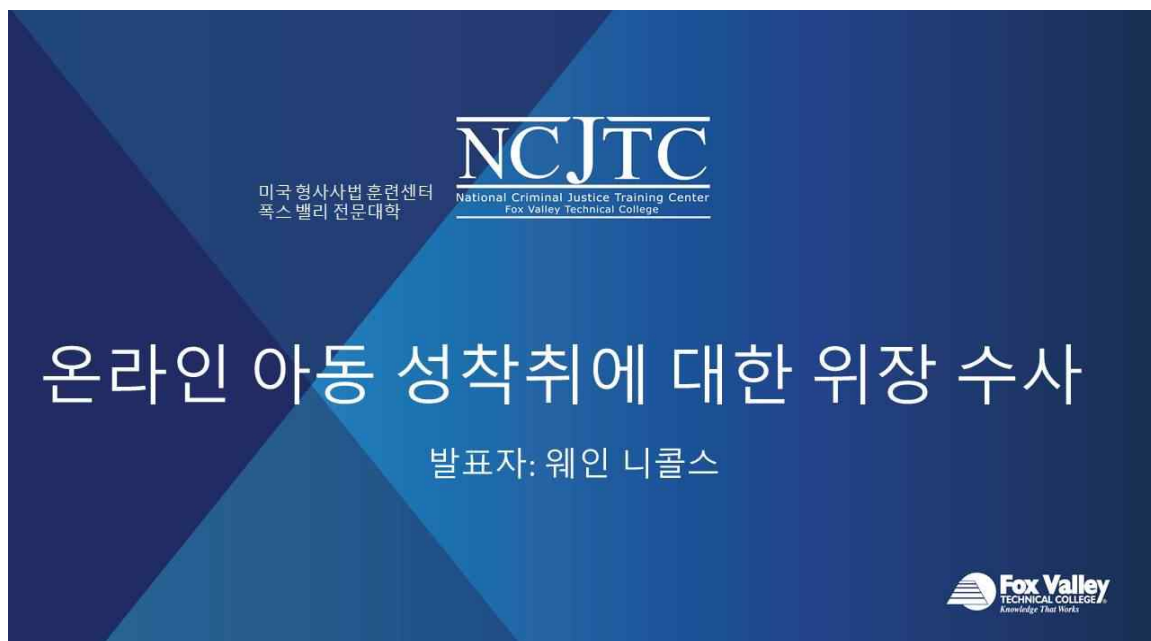 NCJTC
미국 형사사법 훈련센터
National Criminal Justice Training Center
폭스 밸리 전문대학
Fox Valley Technical College
온라인 아동 성착취에 대한 위장 수사
발표자: 웨인 니콜스
Fox Valley
TECHNICAL COLLEGE
Knowledge That Works